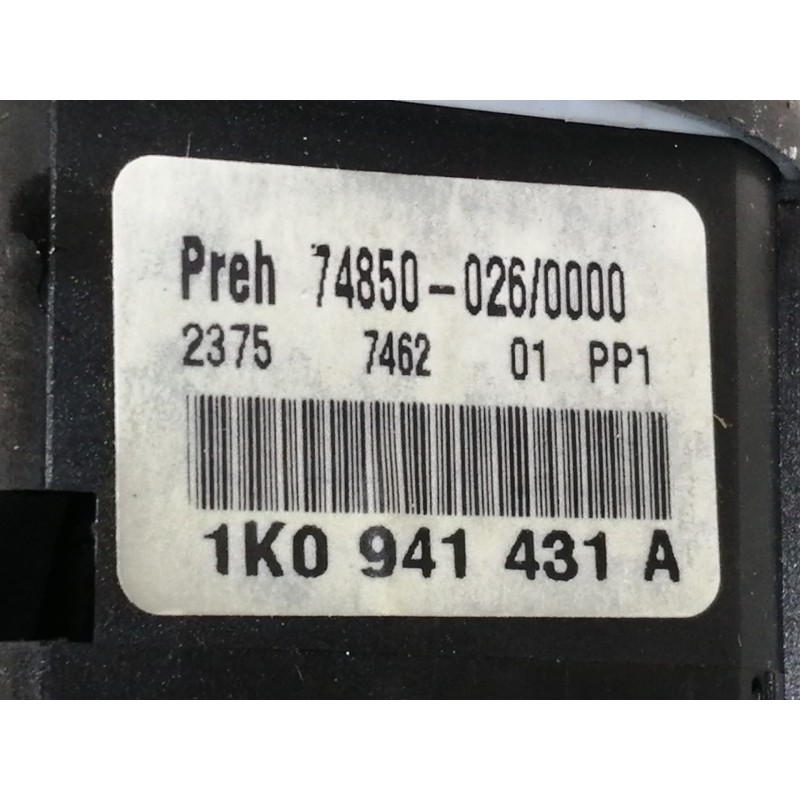 Preh 74850-026/0000
2375 7462 01 PP1
1K0 941 431 A